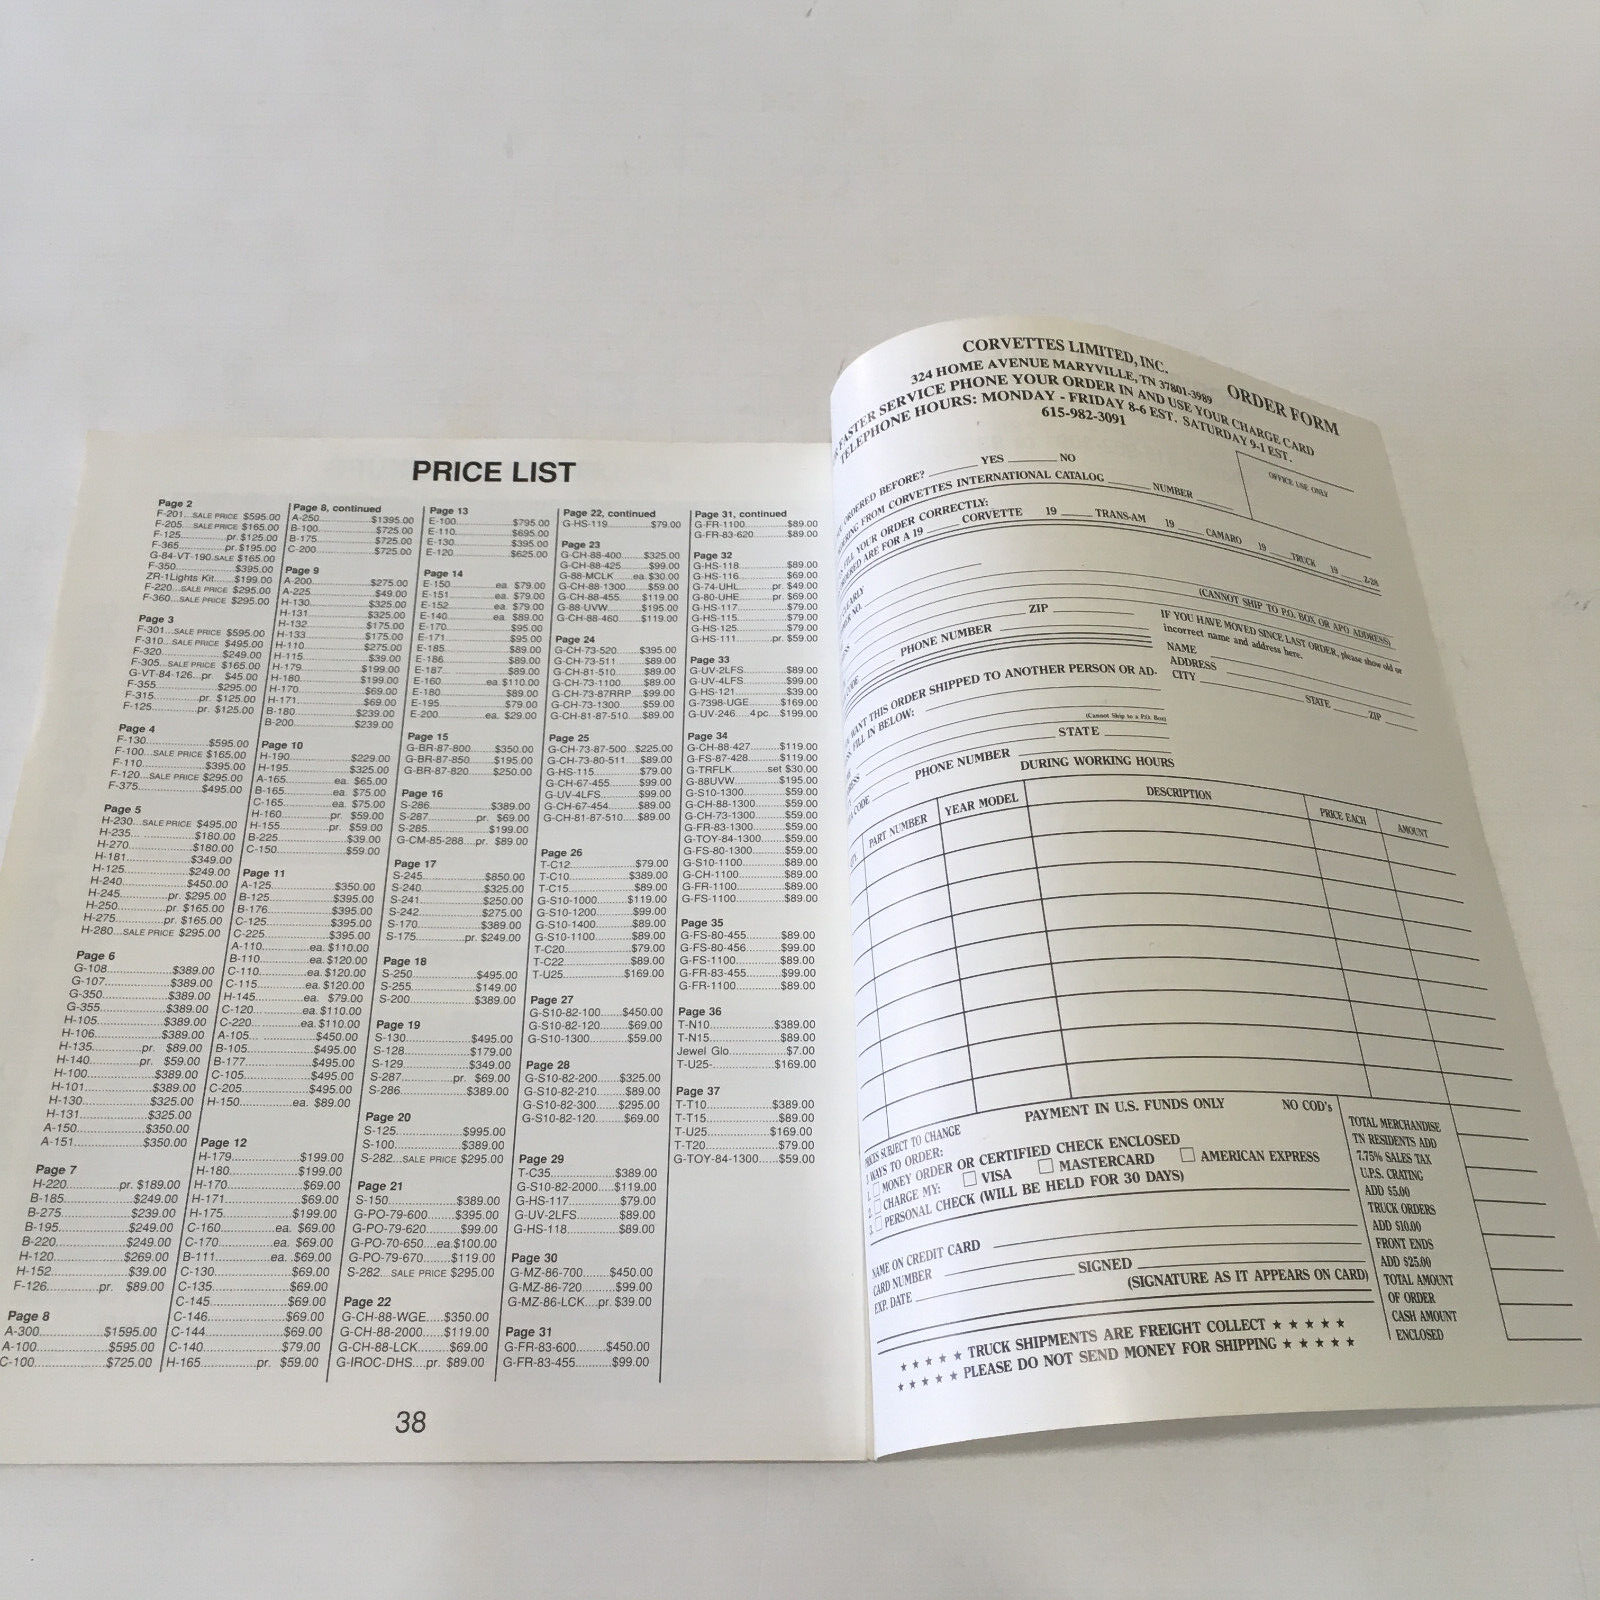 PRICE LIST
Page 2
F-201...SALE PRICE $595.00
F-205... SALE PRICE $165.00
F-125..............pr. $125.00
F-365..............pr. $195.00
G-84-VT-190.SALE $165.00
F-350....................$395.00
ZR-1Lights Kit......$199.00
F-220...SALE PRICE $295.00
F-360...SALE PRICE $295.00
Page 3
F-301...SALE PRICE $595.00
F-310...SALE PRICE $495.00
F-320....................$249.00
F-305..SALE PRICE $165.00
G-VT-84-126...pr $45.00
F-355....................$295.00
F-315..............pr. $125.00
F-125..............pr. $125.00
Page 4
F-130....................$595.00
F-100...SALE PRICE $165.00
F-110....................$395.00
F-120...SALE PRICE $295.00
F-375....................$495.00
Page 5
H-230...SALE PRICE $495.00
H-235....................$180.00
H-270....................$180.00
H-181....................$349.00
H-125....................$249.00
H-240....................$450.00
H-245..............pr. $295.00
H-250..............pr. $165.00
H-275..............pr. $165.00
H-280...SALE PRICE $295.00
Page 6
G-108....................$389.00
G-107....................$389.00
G-350....................$389.00
G-355....................$389.00
H-105....................$389.00
H-106....................$389.00
H-135..............pr. $89.00
H-140..............pr. $59.00
H-100....................$389.00
H-101....................$389.00
H-130....................$325.00
H-131....................$325.00
A-150....................$350.00
A-151....................$350.00
Page 7
H-220..............pr. $189.00
B-185....................$249.00
B-275....................$239.00
B-195....................$249.00
B-220....................$249.00
H-120....................$269.00
H-152....................$39.00
F-126..............pr. $89.00
Page 8
A-300....................$1595.00
A-100....................$595.00
C-100....................$725.00
Page 8, continued
A-250....................$1395.00
B-100....................$725.00
B-175....................$725.00
C-200....................$725.00
Page 9
A-200....................$275.00
A-225....................$49.00
H-130....................$325.00
H-131....................$325.00
H-132....................$175.00
H-133....................$175.00
H-110....................$275.00
H-115....................$39.00
H-179....................$199.00
H-180....................$199.00
H-170....................$69.00
H-171....................$69.00
B-180....................$239.00
B-200....................$239.00
Page 10
H-190....................$229.00
H-195....................$325.00
A-165..............ea. $65.00
B-165..............ea. $75.00
C-165..............ea. $75.00
H-160..............pr. $59.00
H-155..............pr. $59.00
B-225....................$39.00
C-150....................$59.00
Page 11
A-125....................$350.00
B-125....................$395.00
B-176....................$395.00
C-125....................$395.00
C-225....................$395.00
A-110..............ea. $110.00
B-110..............ea. $120.00
C-110..............ea. $120.00
C-115..............ea. $120.00
H-145..............ea. $79.00
C-120..............ea. $110.00
C-220..............ea. $110.00
A-105....................$450.00
B-105....................$495.00
B-177....................$495.00
C-105....................$495.00
C-205....................$495.00
H-150..............ea. $89.00
Page 12
H-179....................$199.00
H-180....................$199.00
H-170....................$69.00
H-171....................$69.00
H-175....................$199.00
C-160..............ea. $69.00
C-170..............ea. $69.00
B-111..............ea. $69.00
C-130....................$69.00
C-135....................$69.00
C-145....................$69.00
C-146....................$69.00
C-144....................$69.00
C-140....................$79.00
H-165..............pr. $59.00
Page 13
E-100....................$795.00
E-110....................$695.00
E-130....................$395.00
E-120....................$625.00
Page 14
E-150..............ea. $79.00
E-151..............ea. $79.00
E-152..............ea. $79.00
E-140..............ea. $89.00
E-170....................$95.00
E-171....................$95.00
E-185....................$89.00
E-186....................$89.00
E-187....................$89.00
E-160..............ea $110.00
E-180....................$89.00
E-195....................$79.00
E-200..............ea. $29.00
Page 15
G-BR-87-800.......$350.00
G-BR-87-850.......$195.00
G-BR-87-820.......$250.00
Page 16
S-286....................$389.00
S-287..............pr. $69.00
S-285....................$199.00
G-CM-85-288....pr. $89.00
Page 17
S-245....................$850.00
S-240....................$325.00
S-241....................$250.00
S-242....................$275.00
S-170....................$389.00
S-175..............pr. $249.00
Page 18
S-250....................$495.00
S-255....................$149.00
S-200....................$389.00
Page 19
S-130....................$495.00
S-128....................$179.00
S-129....................$349.00
S-287..............pr. $69.00
S-286....................$389.00
Page 20
S-125....................$995.00
S-100....................$389.00
S-282....SALE PRICE $295.00
Page 21
S-150....................$389.00
G-PO-79-600.......$395.00
G-PO-79-620.......$99.00
G-PO-70-650....ea.$100.00
G-PO-79-670.......$119.00
S-282... SALE PRICE $295.00
Page 22
G-CH-88-WGE....$350.00
G-CH-88-2000.....$119.00
G-CH-88-LCK.......$69.00
G-IROC-DHS....pr. $89.00
Page 22, continued
G-HS-119............$79.00
Page 23
G-CH-88-400.......$325.00
G-CH-88-425.......$99.00
G-88-MCLK.....ea. $30.00
G-CH-88-1300.......$59.00
G-CH-88-455.......$119.00
G-88-UVW..........$195.00
G-CH-88-460.......$119.00
Page 24
G-CH-73-520.......$395.00
G-CH-73-511.......$89.00
G-CH-81-510.......$89.00
G-CH-73-1100......$89.00
G-CH-73-87RRP...$99.00
G-CH-73-1300......$59.00
G-CH-81-87-510....$89.00
Page 25
G-CH-73-87-500..$225.00
G-CH-73-80-511....$89.00
G-HS-115............$79.00
G-CH-67-455.......$99.00
G-UV-4LFS..........$99.00
G-CH-67-454.......$89.00
G-CH-81-87-510....$89.00
Page 26
T-C12....................$79.00
T-C10....................$389.00
T-C15....................$89.00
G-S10-1000..........$119.00
G-S10-1200..........$99.00
G-S10-1400..........$89.00
G-S10-1100..........$89.00
T-C20....................$79.00
T-C22....................$89.00
T-U25....................$169.00
Page 27
G-S10-82-100......$450.00
G-S10-82-120......$69.00
G-S10-1300..........$59.00
Page 28
G-S10-82-200......$325.00
G-S10-82-210......$89.00
G-S10-82-300......$295.00
G-S10-82-120......$69.00
Page 29
T-C35....................$389.00
G-S10-82-2000.....$119.00
G-HS-117............$79.00
G-UV-2LFS..........$89.00
G-HS-118............$89.00
Page 30
G-MZ-86-700.......$450.00
G-MZ-86-720.......$99.00
G-MZ-86-LCK....pr. $39.00
Page 31
G-FR-83-600.......$450.00
G-FR-83-455.......$99.00
Page 31, continued
G-FR-1100..........$89.00
G-FR-83-620.......$89.00
Page 32
G-HS-118............$89.00
G-HS-116............$69.00
G-74-UHL.......pr. $49.00
G-80-UHE.......pr. $69.00
G-HS-117............$79.00
G-HS-115............$79.00
G-HS-125............$79.00
G-HS-111.......pr. $59.00
Page 33
G-UV-2LFS..........$89.00
G-UV-4LFS..........$99.00
G-HS-121............$39.00
G-7398-UGE.......$169.00
G-UV-246.....4pc...$199.00
Page 34
G-CH-88-427.......$119.00
G-FS-87-428.......$119.00
G-TRFLK.........set $30.00
G-88UVW..........$195.00
G-S10-1300..........$59.00
G-CH-88-1300......$59.00
G-CH-73-1300......$59.00
G-FR-83-1300......$59.00
G-TOY-84-1300.....$59.00
G-FS-80-1300......$59.00
G-S10-1100..........$89.00
G-CH-1100..........$89.00
G-FR-1100..........$89.00
G-FS-1100..........$89.00
Page 35
G-FS-80-455.......$89.00
G-FS-80-456.......$99.00
G-FS-1100..........$89.00
G-FR-83-455.......$99.00
G-FR-1100..........$89.00
Page 36
T-N10....................$389.00
T-N15....................$89.00
Jewel Glo..............$7.00
T-U25-....................$169.00
Page 37
T-T10....................$389.00
T-T15....................$89.00
T-U25....................$169.00
T-T20....................$79.00
G-TOY-84-1300.....$59.00
38
CORVETTES LIMITED, INC.
324 HOME AVENUE MARYVILLE, TN 37801-3989 ORDER FORM
FASTER SERVICE PHONE YOUR ORDER IN AND USE YOUR CHARGE CARD
TELEPHONE HOURS: MONDAY - FRIDAY 8-6 EST. SATURDAY 9-1 EST.
615-982-3091
OFFICE USE ONLY
ORDERED BEFORE? YES NO
FROM CORVETTES INTERNATIONAL CATALOG NUMBER
YOUR ORDER CORRECTLY:
ARE FOR A 19 CORVETTE 19 TRANS-AM 19 CAMARO 19 TRUCK 19 Z-28
(CANNOT SHIP TO P.O. BOX OR APO ADDRESS)
ZIP
PHONE NUMBER
IF YOU HAVE MOVED SINCE LAST ORDER, please show old or
incorrect name and address here.
NAME
ADDRESS
CITY
STATE ZIP
WANT THIS ORDER SHIPPED TO ANOTHER PERSON OR AD-
FILL IN BELOW:
(Cannot Ship to a P.O. Box)
STATE
CODE PHONE NUMBER
DURING WORKING HOURS
PART NUMBER YEAR MODEL DESCRIPTION PRICE EACH AMOUNT
PRICES SUBJECT TO CHANGE PAYMENT IN U.S. FUNDS ONLY NO COD's
WAYS TO ORDER:
1. MONEY ORDER OR CERTIFIED CHECK ENCLOSED
2. CHARGE MY: VISA MASTERCARD AMERICAN EXPRESS
3. PERSONAL CHECK (WILL BE HELD FOR 30 DAYS)
NAME ON CREDIT CARD
CARD NUMBER
EXP. DATE SIGNED
(SIGNATURE AS IT APPEARS ON CARD)
TOTAL MERCHANDISE
TN RESIDENTS ADD
7.75% SALES TAX
U.P.S. CRATING
ADD $5.00
TRUCK ORDERS
ADD $10.00
FRONT ENDS
ADD $25.00
TOTAL AMOUNT
OF ORDER
CASH AMOUNT
ENCLOSED
★ ★ ★ ★ ★ TRUCK SHIPMENTS ARE FREIGHT COLLECT ★ ★ ★ ★ ★
★ ★ ★ ★ ★ PLEASE DO NOT SEND MONEY FOR SHIPPING ★ ★ ★ ★ ★